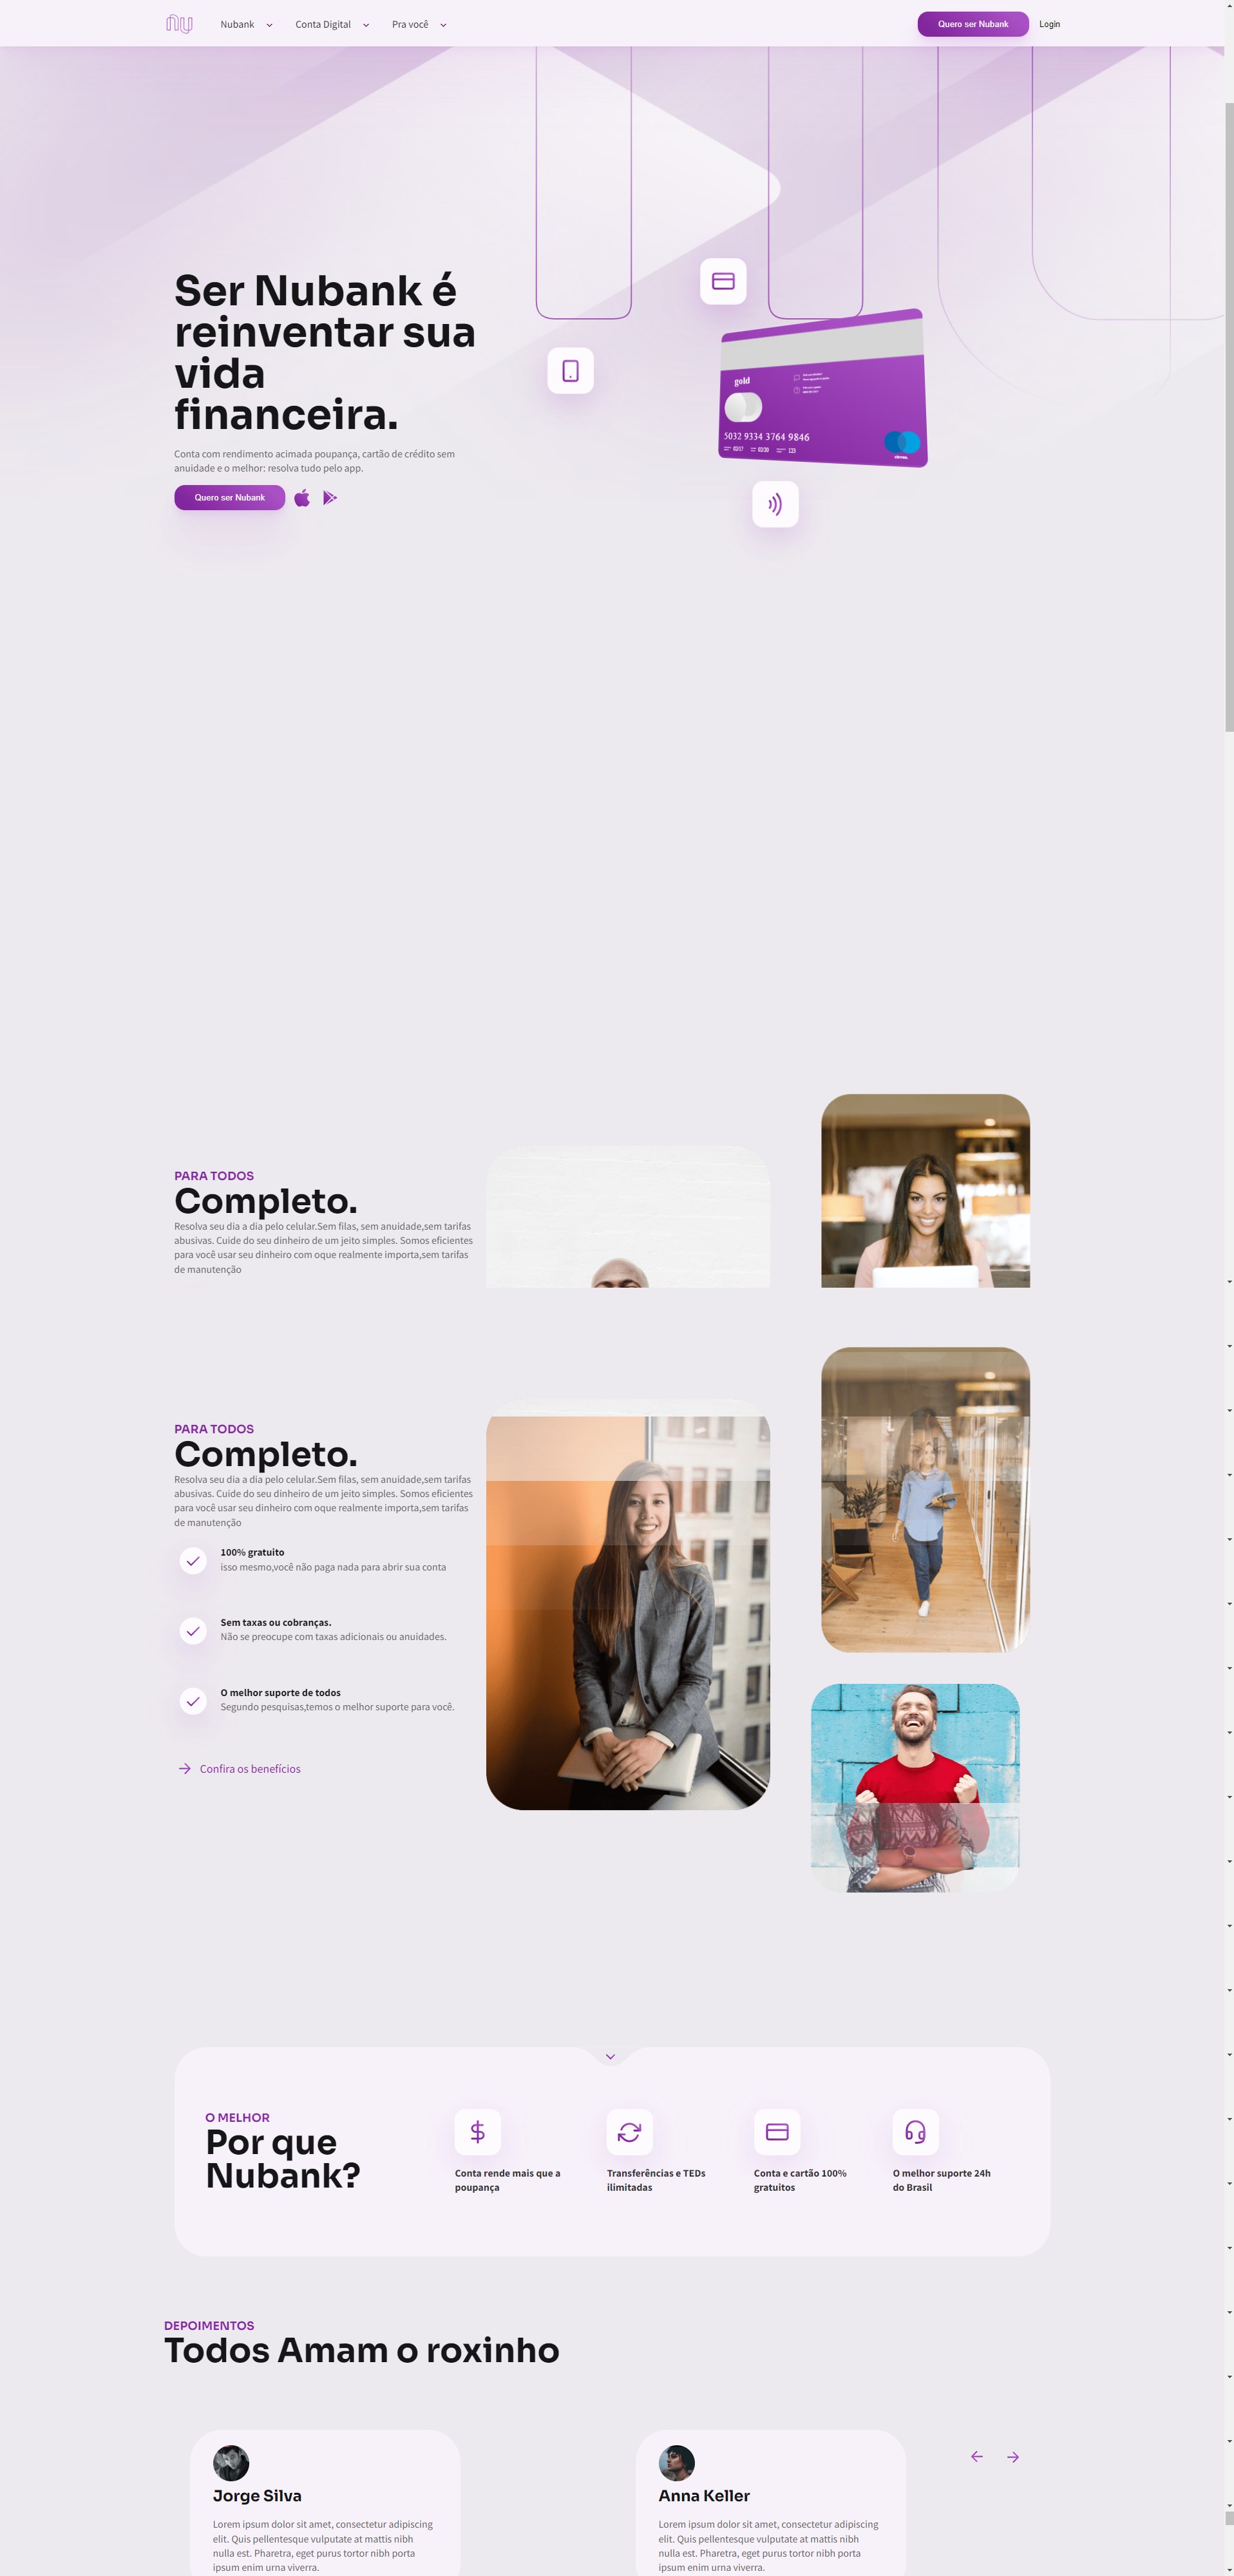 nu
Nubank
Conta Digital
Pra você
Quero ser Nubank
Login
Ser Nubank é
reinventar sua
vida
financeira.
Conta com rendimento acimada poupança, cartão de crédito sem
anuidade e o melhor: resolva tudo pelo app.
Quero ser Nubank
gold
5032 9334 3764 9846
02/17
03/20
123
PARA TODOS
Completo.
Resolva seu dia a dia pelo celular.Sem filas, sem anuidade,sem tarifas
abusivas. Cuide do seu dinheiro de um jeito simples. Somos eficientes
para você usar seu dinheiro com oque realmente importa,sem tarifas
de manutenção
PARA TODOS
Completo.
Resolva seu dia a dia pelo celular.Sem filas, sem anuidade,sem tarifas
abusivas. Cuide do seu dinheiro de um jeito simples. Somos eficientes
para você usar seu dinheiro com oque realmente importa,sem tarifas
de manutenção
100% gratuito
isso mesmo,você não paga nada para abrir sua conta
Sem taxas ou cobranças.
Não se preocupe com taxas adicionais ou anuidades.
O melhor suporte de todos
Segundo pesquisas,temos o melhor suporte para você.
Confira os benefícios
O MELHOR
Por que
Nubank?
Conta rende mais que a
poupança
Transferências e TEDs
ilimitadas
Conta e cartão 100%
gratuitos
O melhor suporte 24h
do Brasil
DEPOIMENTOS
Todos Amam o roxinho
Jorge Silva
Lorem ipsum dolor sit amet, consectetur adipiscing
elit. Quis pellentesque vulputate at mattis nibh
nulla est. Pharetra, eget purus tortor nibh porta
ipsum enim urna viverra.
Anna Keller
Lorem ipsum dolor sit amet, consectetur adipiscing
elit. Quis pellentesque vulputate at mattis nibh
nulla est. Pharetra, eget purus tortor nibh porta
ipsum enim urna viverra.